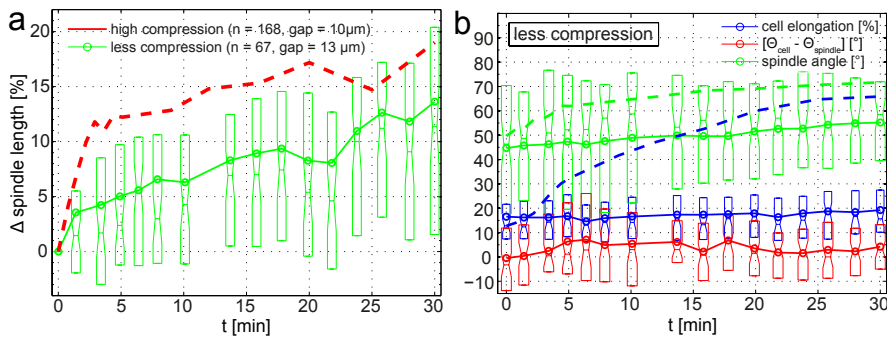 a
high compression (n = 168, gap = 10µm)
less compression (n = 67, gap = 13 µm)
Δ spindle length [%]
20
15
10
5
0
0 5 10 15 20 25 30
t [min]
b
less compression
cell elongation [%]
[Θcell - Θspindle] [°]
spindle angle [°]
90
80
70
60
50
40
30
20
10
0
−10
0 5 10 15 20 25 30
t [min]